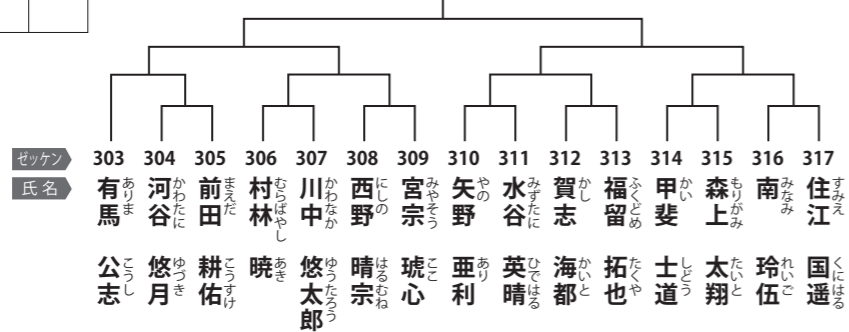 ゼッケン 303 304 305 306 307 308 309 310 311 312 313 314 315 316 317
氏名
有馬 公志 ありま こうし
河谷 悠月 かわたに ゆづき
前田 耕佑 まえだ こうすけ
村林 暁 むらばやし あき
川中 悠太郎 かわなか ゆうたろう
西野 晴宗 にしの はるむね
宮宗 琥心 みやそう ここ
矢野 亜利 やの あり
水谷 英晴 みずたに ひではる
賀志 海都 かし かいと
福留 拓也 ふくどめ たくや
甲斐 士道 かい しどう
森上 太翔 もりがみ たいと
南 玲伍 みなみ れいご
住江 国遥 すみえ くにはる